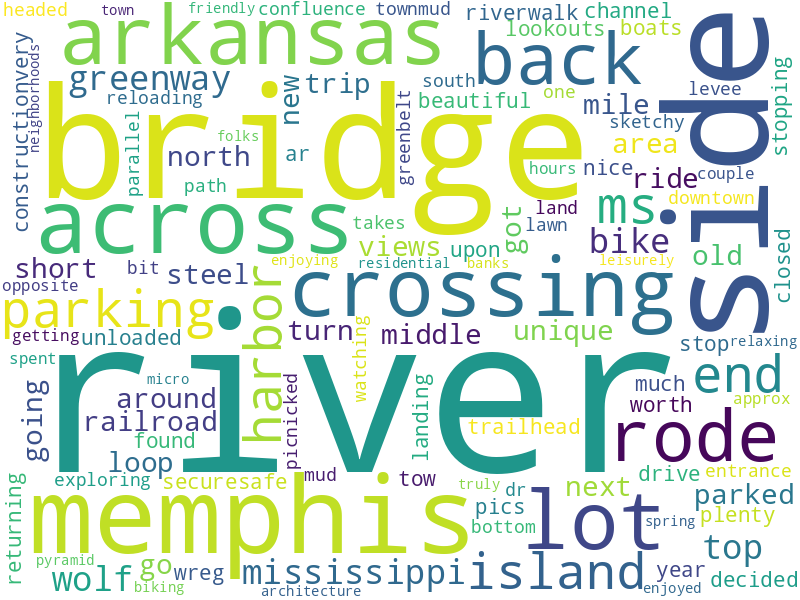 headed
town
friendly
confluence
townmud
riverwalk
channel
arkansas
back
side
lookouts
boats
greenway
trip
south
levee
stopping
constructionvery
neighborhoods
reloading
new
beautiful
one
mile
bridge
greenbelt
sketchy
parallel
folks
area
north
ar
nice
couple
path
hours
ride
downtown
across
takes
got
land
lawn
ms
views
upon
bike
old
closed
short
bit
steel
enjoying
residential
banks
leisurely
opposite
harbor
crossing
parking
getting
unloaded
turn
middle
unique
stop
relaxing
river
spent
micro
watching
much
end
going
around
picnicked
landing
worth
approx
railroad
trailhead
rode
found
loop
exploring
securesafe
mud
tow
drive
entrance
returning
memphis
truly
dr
next
pics
lot
parked
bottom
spring
plenty
top
pyramid
go
wolf
wreg
mississippi
island
year
decided
biking
architecture
enjoyed